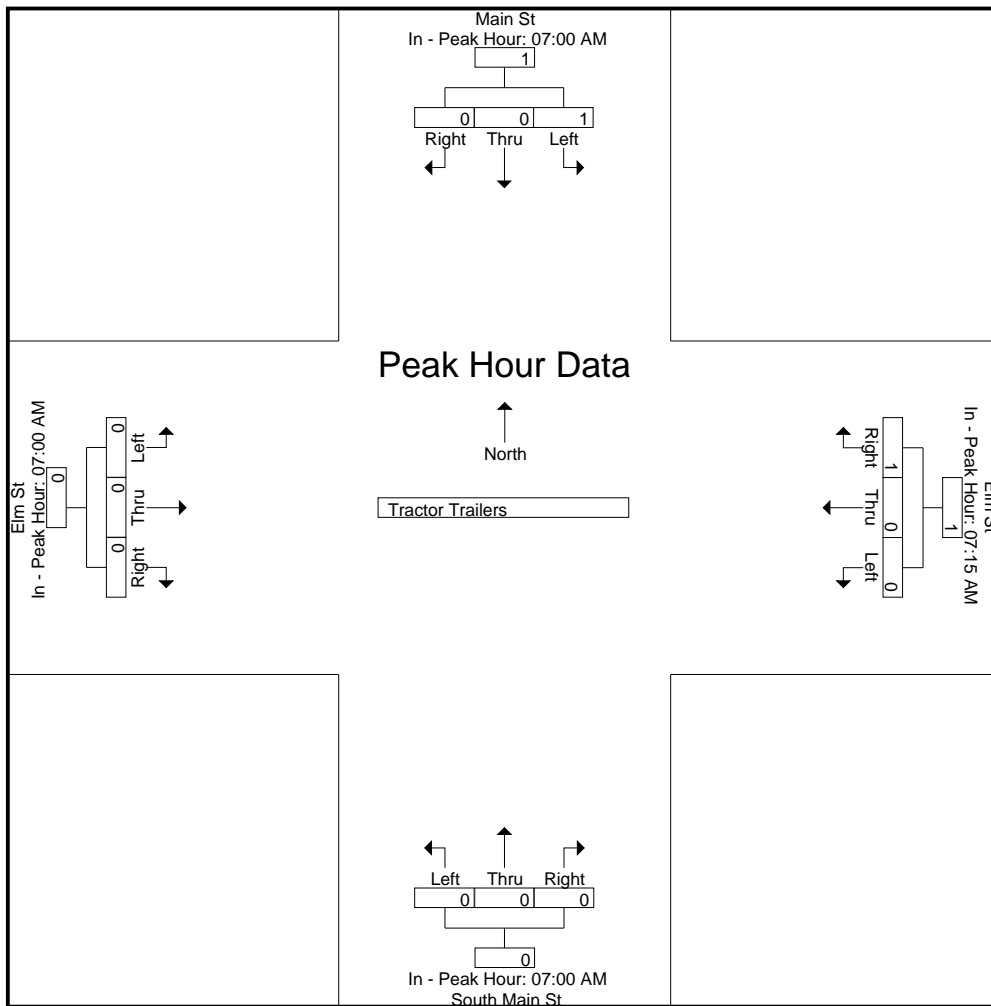 Main St
In - Peak Hour: 07:00 AM
1
0 0 1
Right Thru Left
Peak Hour Data
North
Tractor Trailers
Elm St
In - Peak Hour: 07:00 AM
0
0 0 0
Left Thru Right
Elm St
In - Peak Hour: 07:15 AM
1
1 0 0
Right Thru Left
Left Thru Right
0 0 0
0
In - Peak Hour: 07:00 AM
South Main St